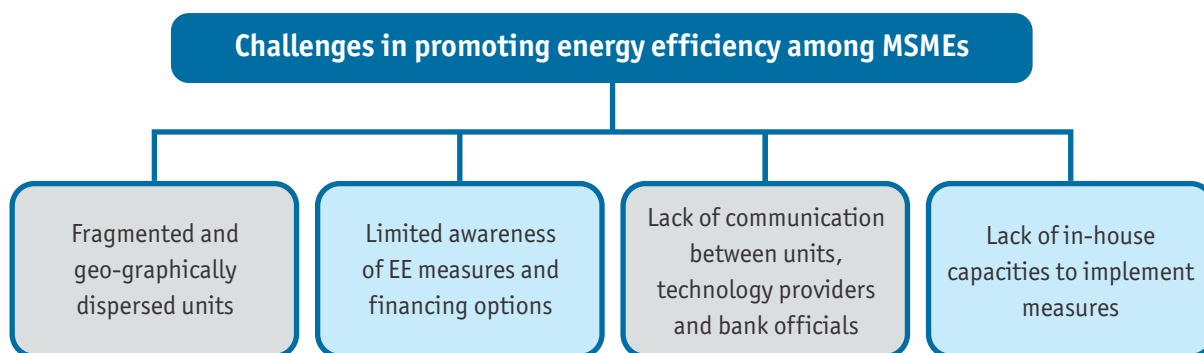 Challenges in promoting energy efficiency among MSMEs
Fragmented and
geo-graphically
dispersed units
Limited awareness
of EE measures and
financing options
Lack of communication
between units,
technology providers
and bank officials
Lack of in-house
capacities to implement
measures